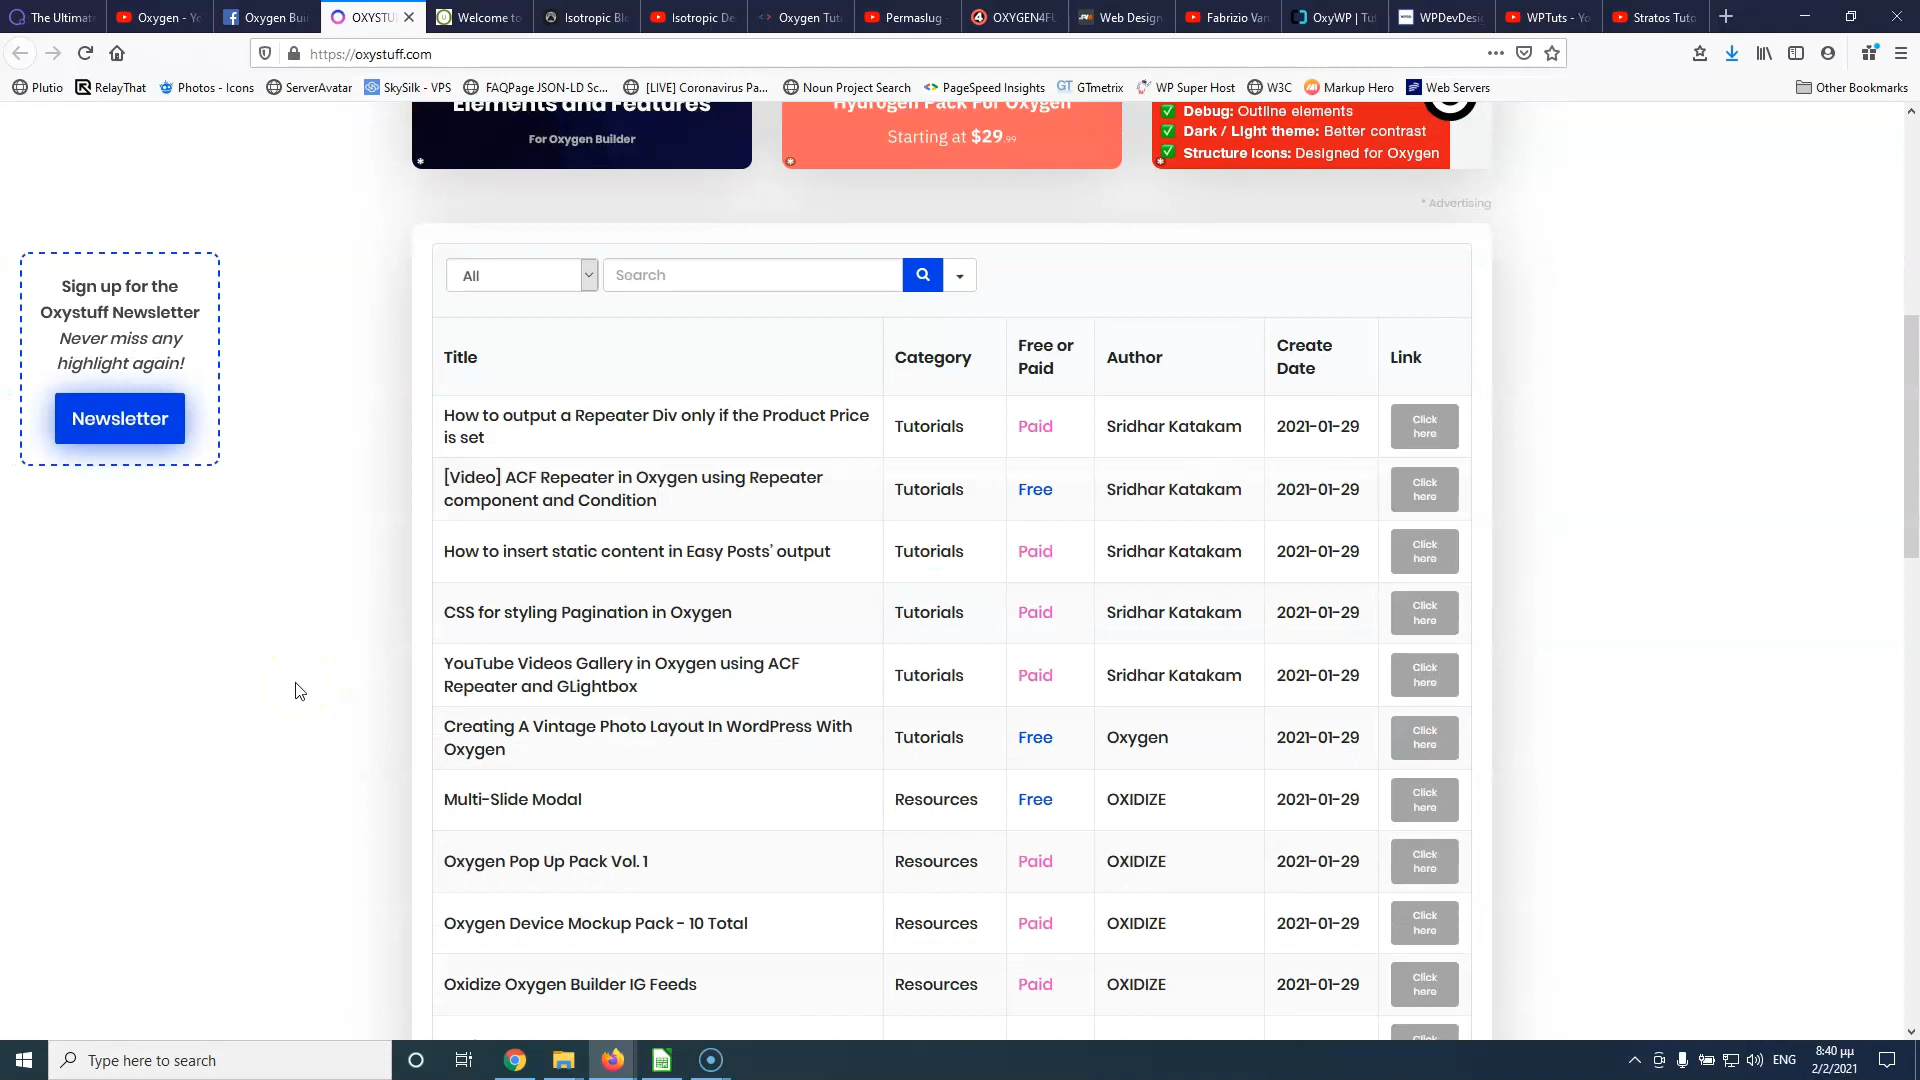 The Ultimate
Oxygen - Yo
Oxygen Buil
OXYSTU
Welcome to
Isotropic Blo
Isotropic De
Oxygen Tut
Permaslug -
OXYGEN4FU
Web Design
Fabrizio Van
OxyWP | Tut
WPDevDesi
WPTuts - Yo
Stratos Tuto
https://oxystuff.com
Plutio
RelayThat
Photos - Icons
ServerAvatar
SkySilk - VPS
FAQPage JSON-LD Sc...
[LIVE] Coronavirus Pa...
Noun Project Search
PageSpeed Insights
GTmetrix
WP Super Host
W3C
Markup Hero
Web Servers
Other Bookmarks
Elements and Features
For Oxygen Builder
Hydrogen Pack For Oxygen
Starting at $29.99
Debug: Outline elements
Dark / Light theme: Better contrast
Structure Icons: Designed for Oxygen
* Advertising
Sign up for the
Oxystuff Newsletter
Never miss any
highlight again!
Newsletter
All
Search
Title
Category
Free or
Paid
Author
Create
Date
Link
How to output a Repeater Div only if the Product Price
is set
Tutorials
Paid
Sridhar Katakam
2021-01-29
Click
here
[Video] ACF Repeater in Oxygen using Repeater
component and Condition
Tutorials
Free
Sridhar Katakam
2021-01-29
Click
here
How to insert static content in Easy Posts' output
Tutorials
Paid
Sridhar Katakam
2021-01-29
Click
here
CSS for styling Pagination in Oxygen
Tutorials
Paid
Sridhar Katakam
2021-01-29
Click
here
YouTube Videos Gallery in Oxygen using ACF
Repeater and GLightbox
Tutorials
Paid
Sridhar Katakam
2021-01-29
Click
here
Creating A Vintage Photo Layout In WordPress With
Oxygen
Tutorials
Free
Oxygen
2021-01-29
Click
here
Multi-Slide Modal
Resources
Free
OXIDIZE
2021-01-29
Click
here
Oxygen Pop Up Pack Vol. 1
Resources
Paid
OXIDIZE
2021-01-29
Click
here
Oxygen Device Mockup Pack - 10 Total
Resources
Paid
OXIDIZE
2021-01-29
Click
here
Oxidize Oxygen Builder IG Feeds
Resources
Paid
OXIDIZE
2021-01-29
Click
here
Click
Type here to search
ENG
8:40 μμ
2/2/2021